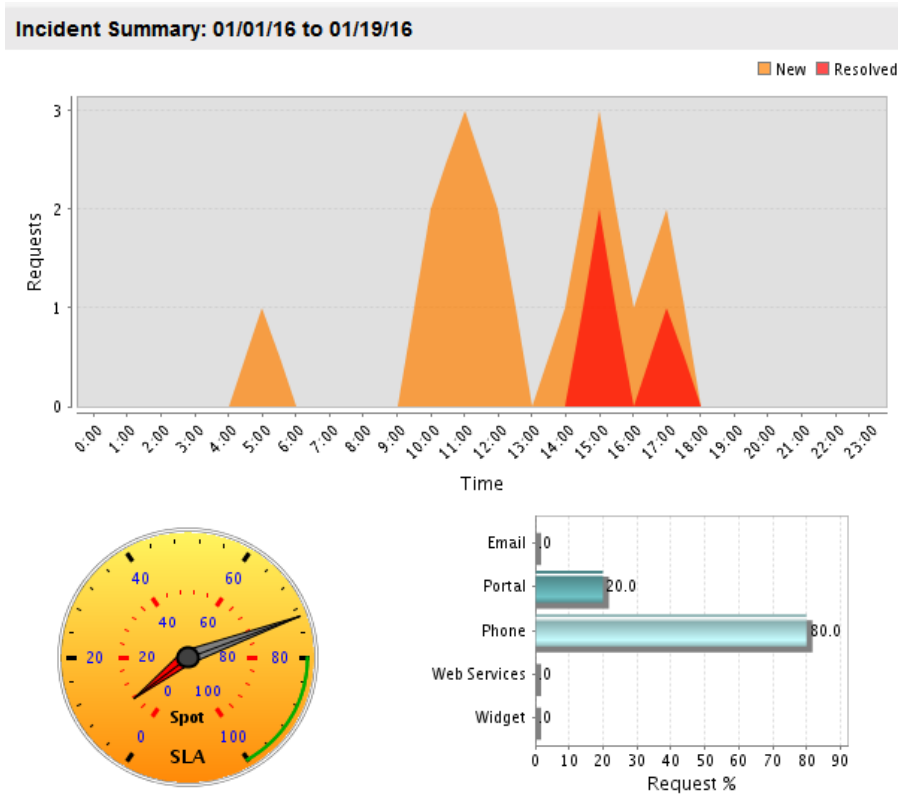 Incident Summary: 01/01/16 to 01/19/16
New Resolved
3
2
1
0
Requests
0:00 1:00 2:00 3:00 4:00 5:00 6:00 7:00 8:00 9:00 10:00 11:00 12:00 13:00 14:00 15:00 16:00 17:00 18:00 19:00 20:00 21:00 22:00 23:00
Time
40 60
40 60
20 20 80 80
0 100
Spot
0 100
SLA
Email .0
Portal 20.0
Phone 80.0
Web Services .0
Widget .0
0 10 20 30 40 50 60 70 80 90
Request %